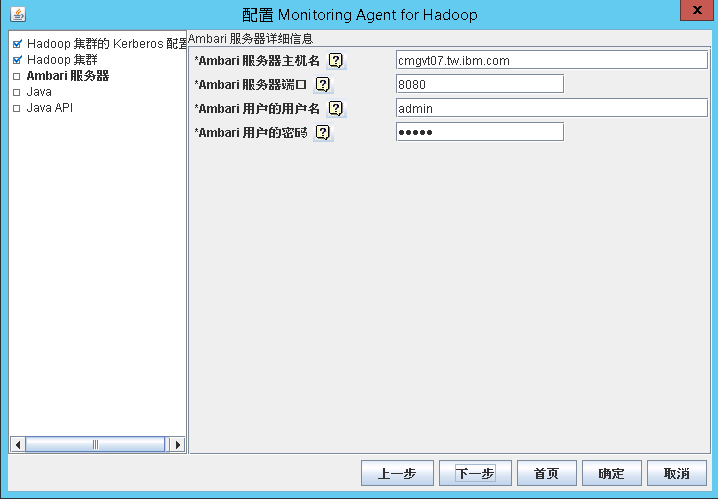 配置 Monitoring Agent for Hadoop
Hadoop 集群的 Kerberos 配置
Hadoop 集群
Ambari 服务器
Java
Java API
Ambari 服务器详细信息
*Ambari 服务器主机名 cmgvt07.tw.ibm.com
*Ambari 服务器端口 8080
*Ambari 用户的用户名 admin
*Ambari 用户的密码 •••••
上一步 下一步 首页 确定 取消